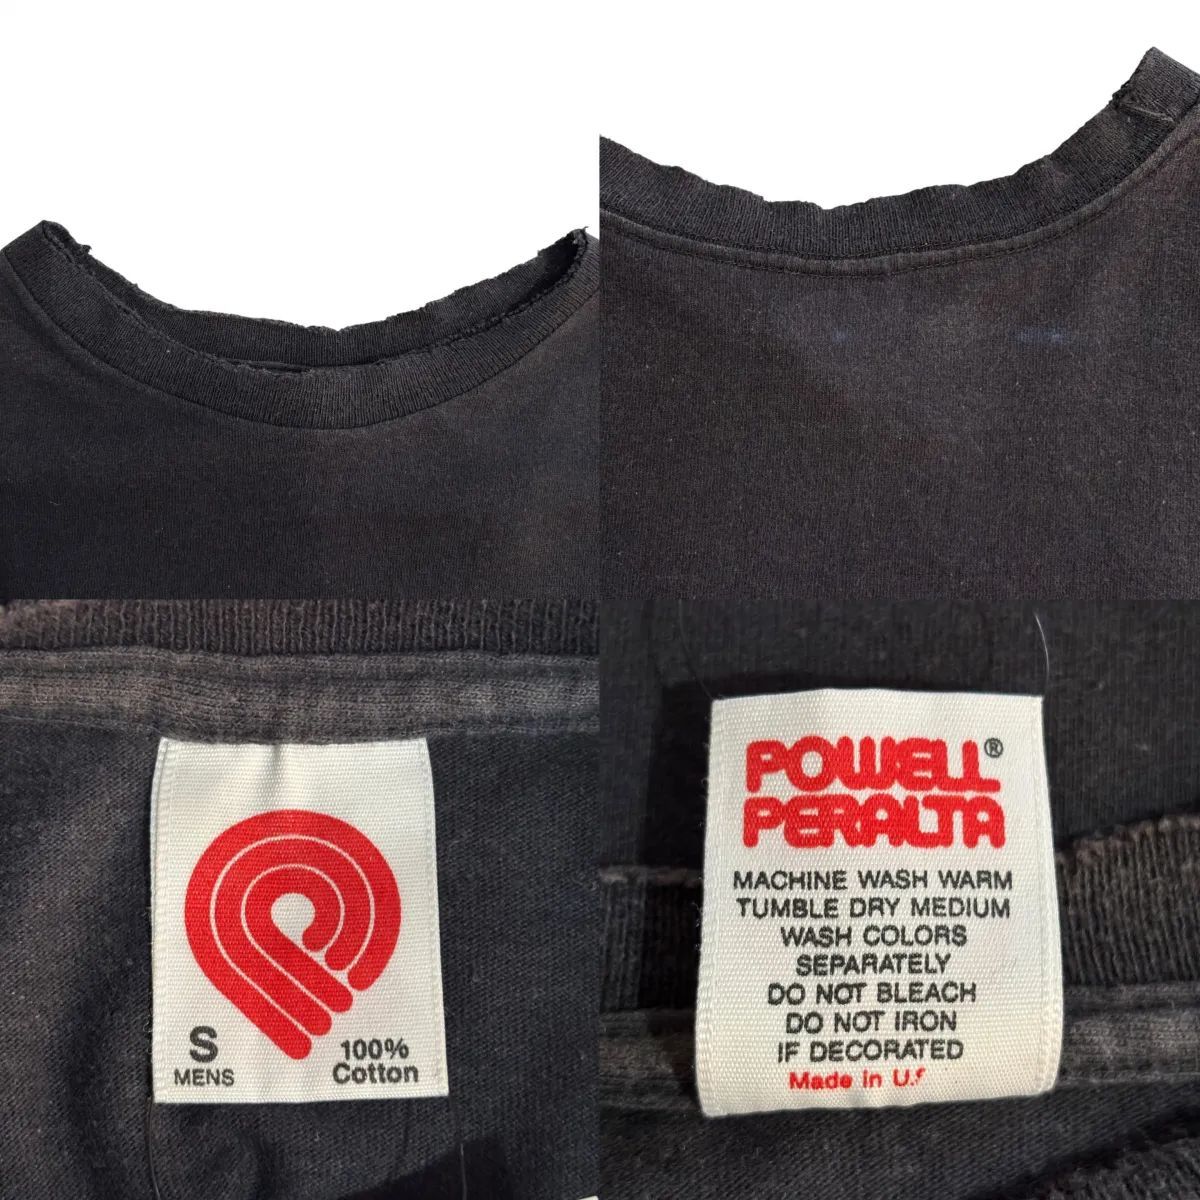 S
MENS
100%
Cotton
POWELL®
PERALTA
MACHINE WASH WARM
TUMBLE DRY MEDIUM
WASH COLORS
SEPARATELY
DO NOT BLEACH
DO NOT IRON
IF DECORATED
Made in U.S